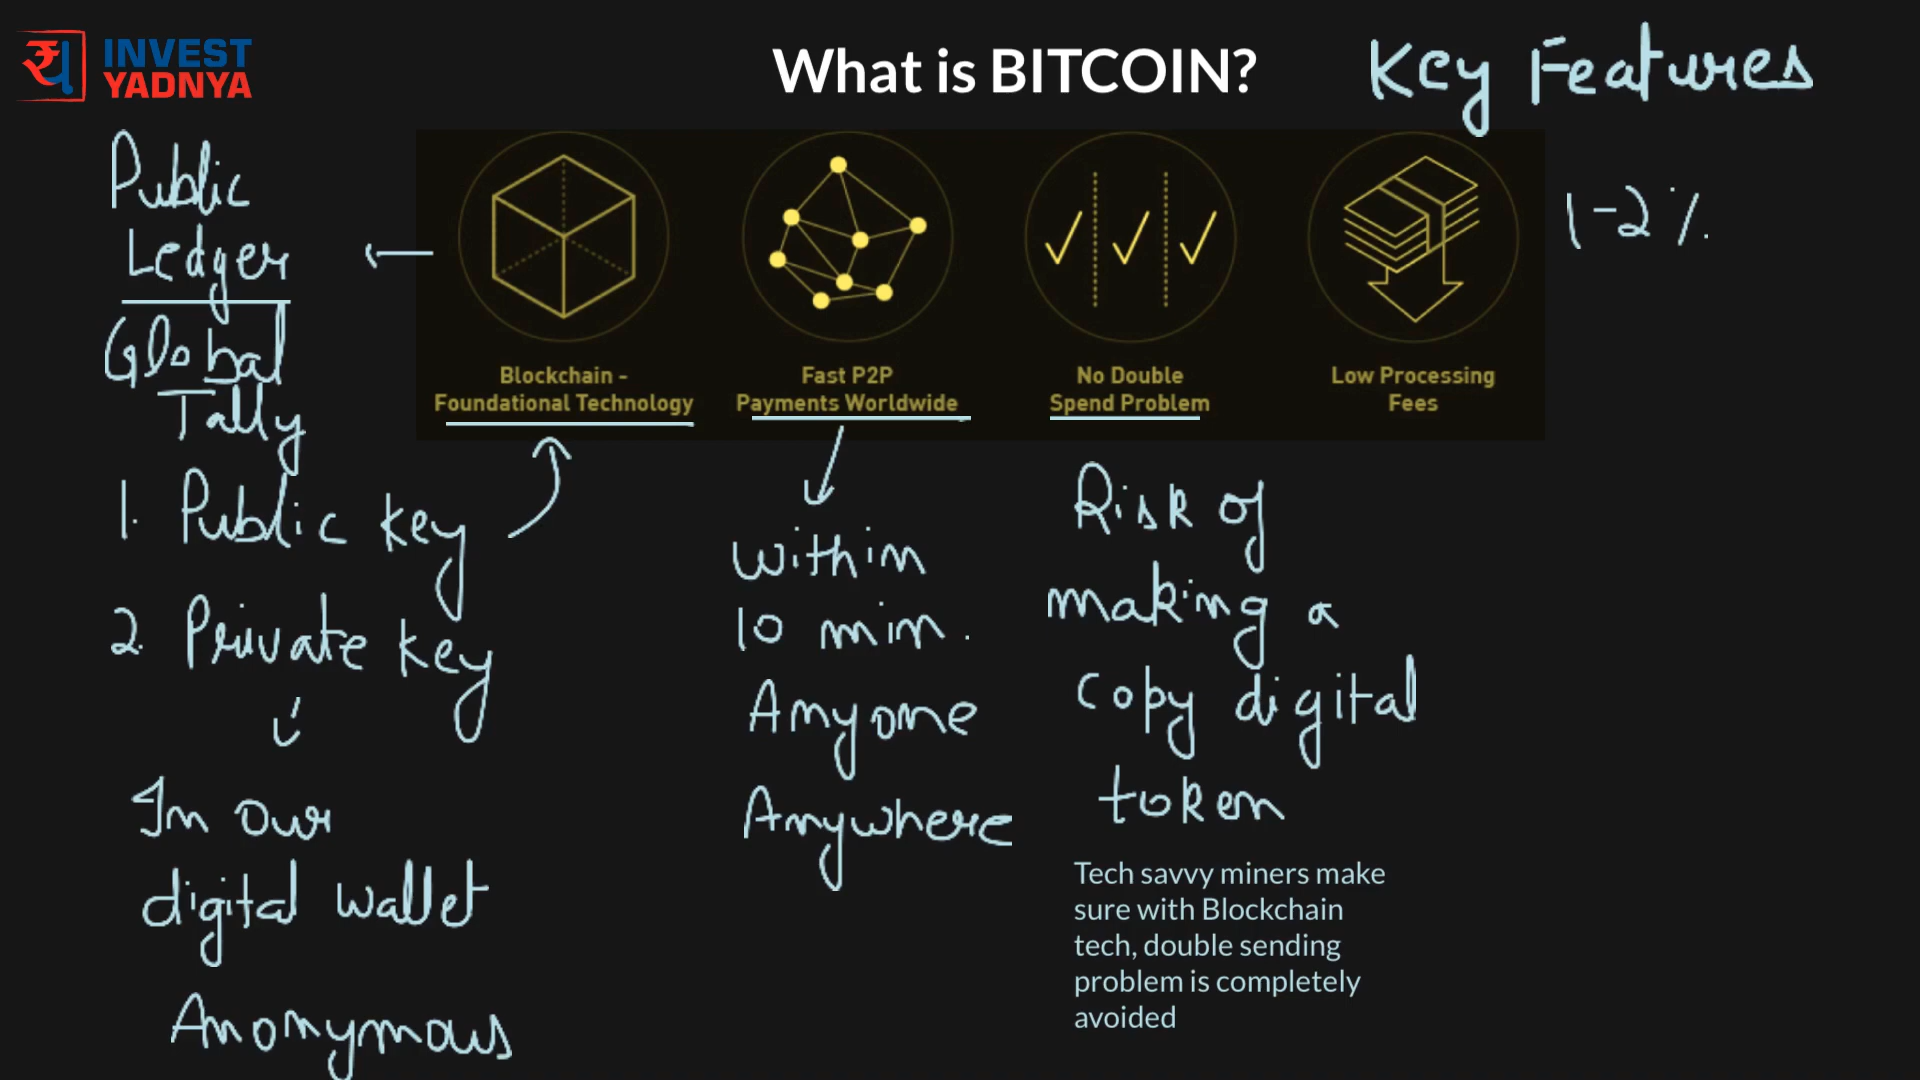 INVEST
YADNYA
What is BITCOIN?
Key Features
Public
Ledger
Global
Tally
1. Public key
2. Private key
In our
digital wallet
Anonymous
Blockchain -
Foundational Technology
Fast P2P
Payments Worldwide
within
10 min.
Anyone
Anywhere
No Double
Spend Problem
Risk of
making a
copy digital
token
Tech savvy miners make
sure with Blockchain
tech, double sending
problem is completely
avoided
Low Processing
Fees
1-2%